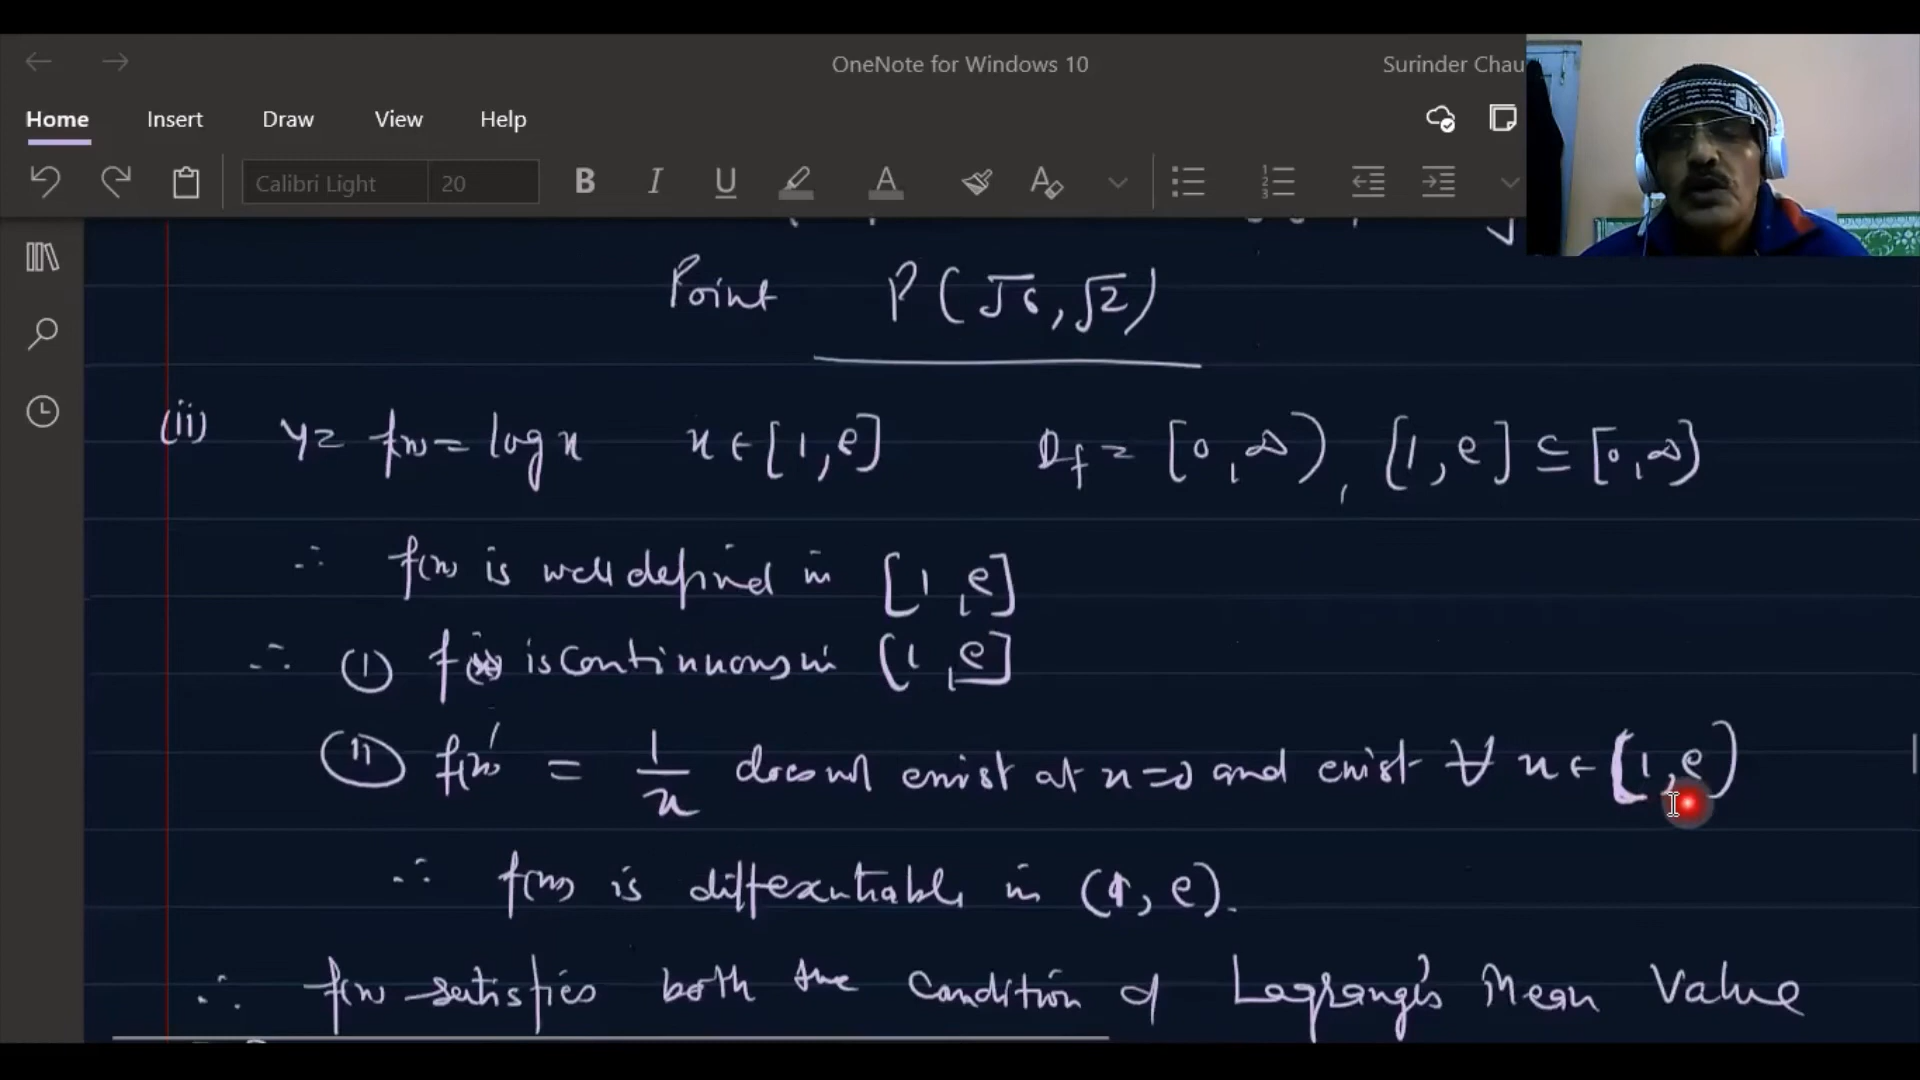 OneNote for Windows 10
Surinder Chau
Home Insert Draw View Help
Calibri Light 20 B I U A A
Point P(√6, √2)
(ii) y = f(x) = log x x ∈ [1, e] Df = [0, ∞), [1, e] ⊆ [0, ∞)
∴ f(x) is well defined in [1, e]
∴ (I) f(x) is continuous in [1, e]
(II) f(x)' = 1/x does not exist at x=0 and exist ∀ x ∈ (1, e)
∴ f(x) is differentiable in (1, e).
∴ f(x) satisfies both the condition of Lagrange's Mean Value